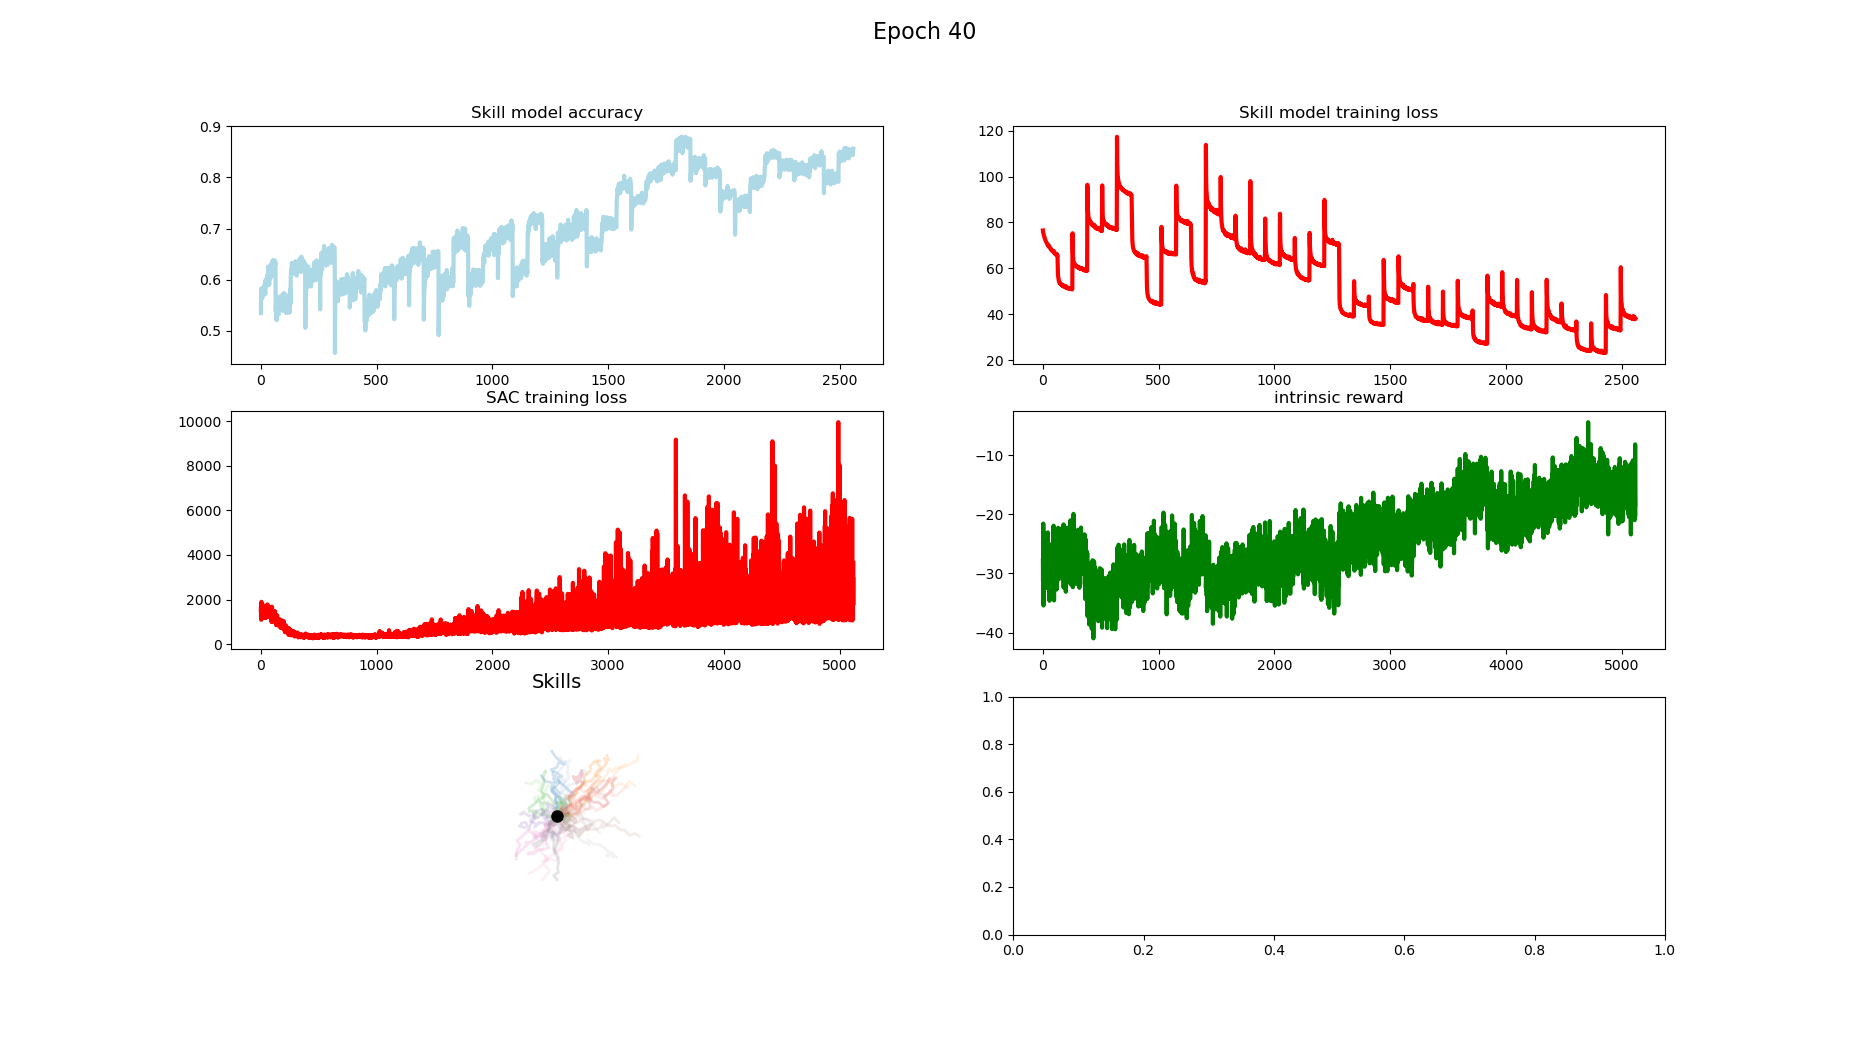 Epoch 40
Skill model accuracy
0.9
0.8
0.7
0.6
0.5
0 500 1000 1500 2000 2500
Skill model training loss
120
100
80
60
40
20
0 500 1000 1500 2000 2500
SAC training loss
10000
8000
6000
4000
2000
0
0 1000 2000 3000 4000 5000
intrinsic reward
−10
−20
−30
−40
0 1000 2000 3000 4000 5000
Skills
1.0
0.8
0.6
0.4
0.2
0.0
0.0 0.2 0.4 0.6 0.8 1.0